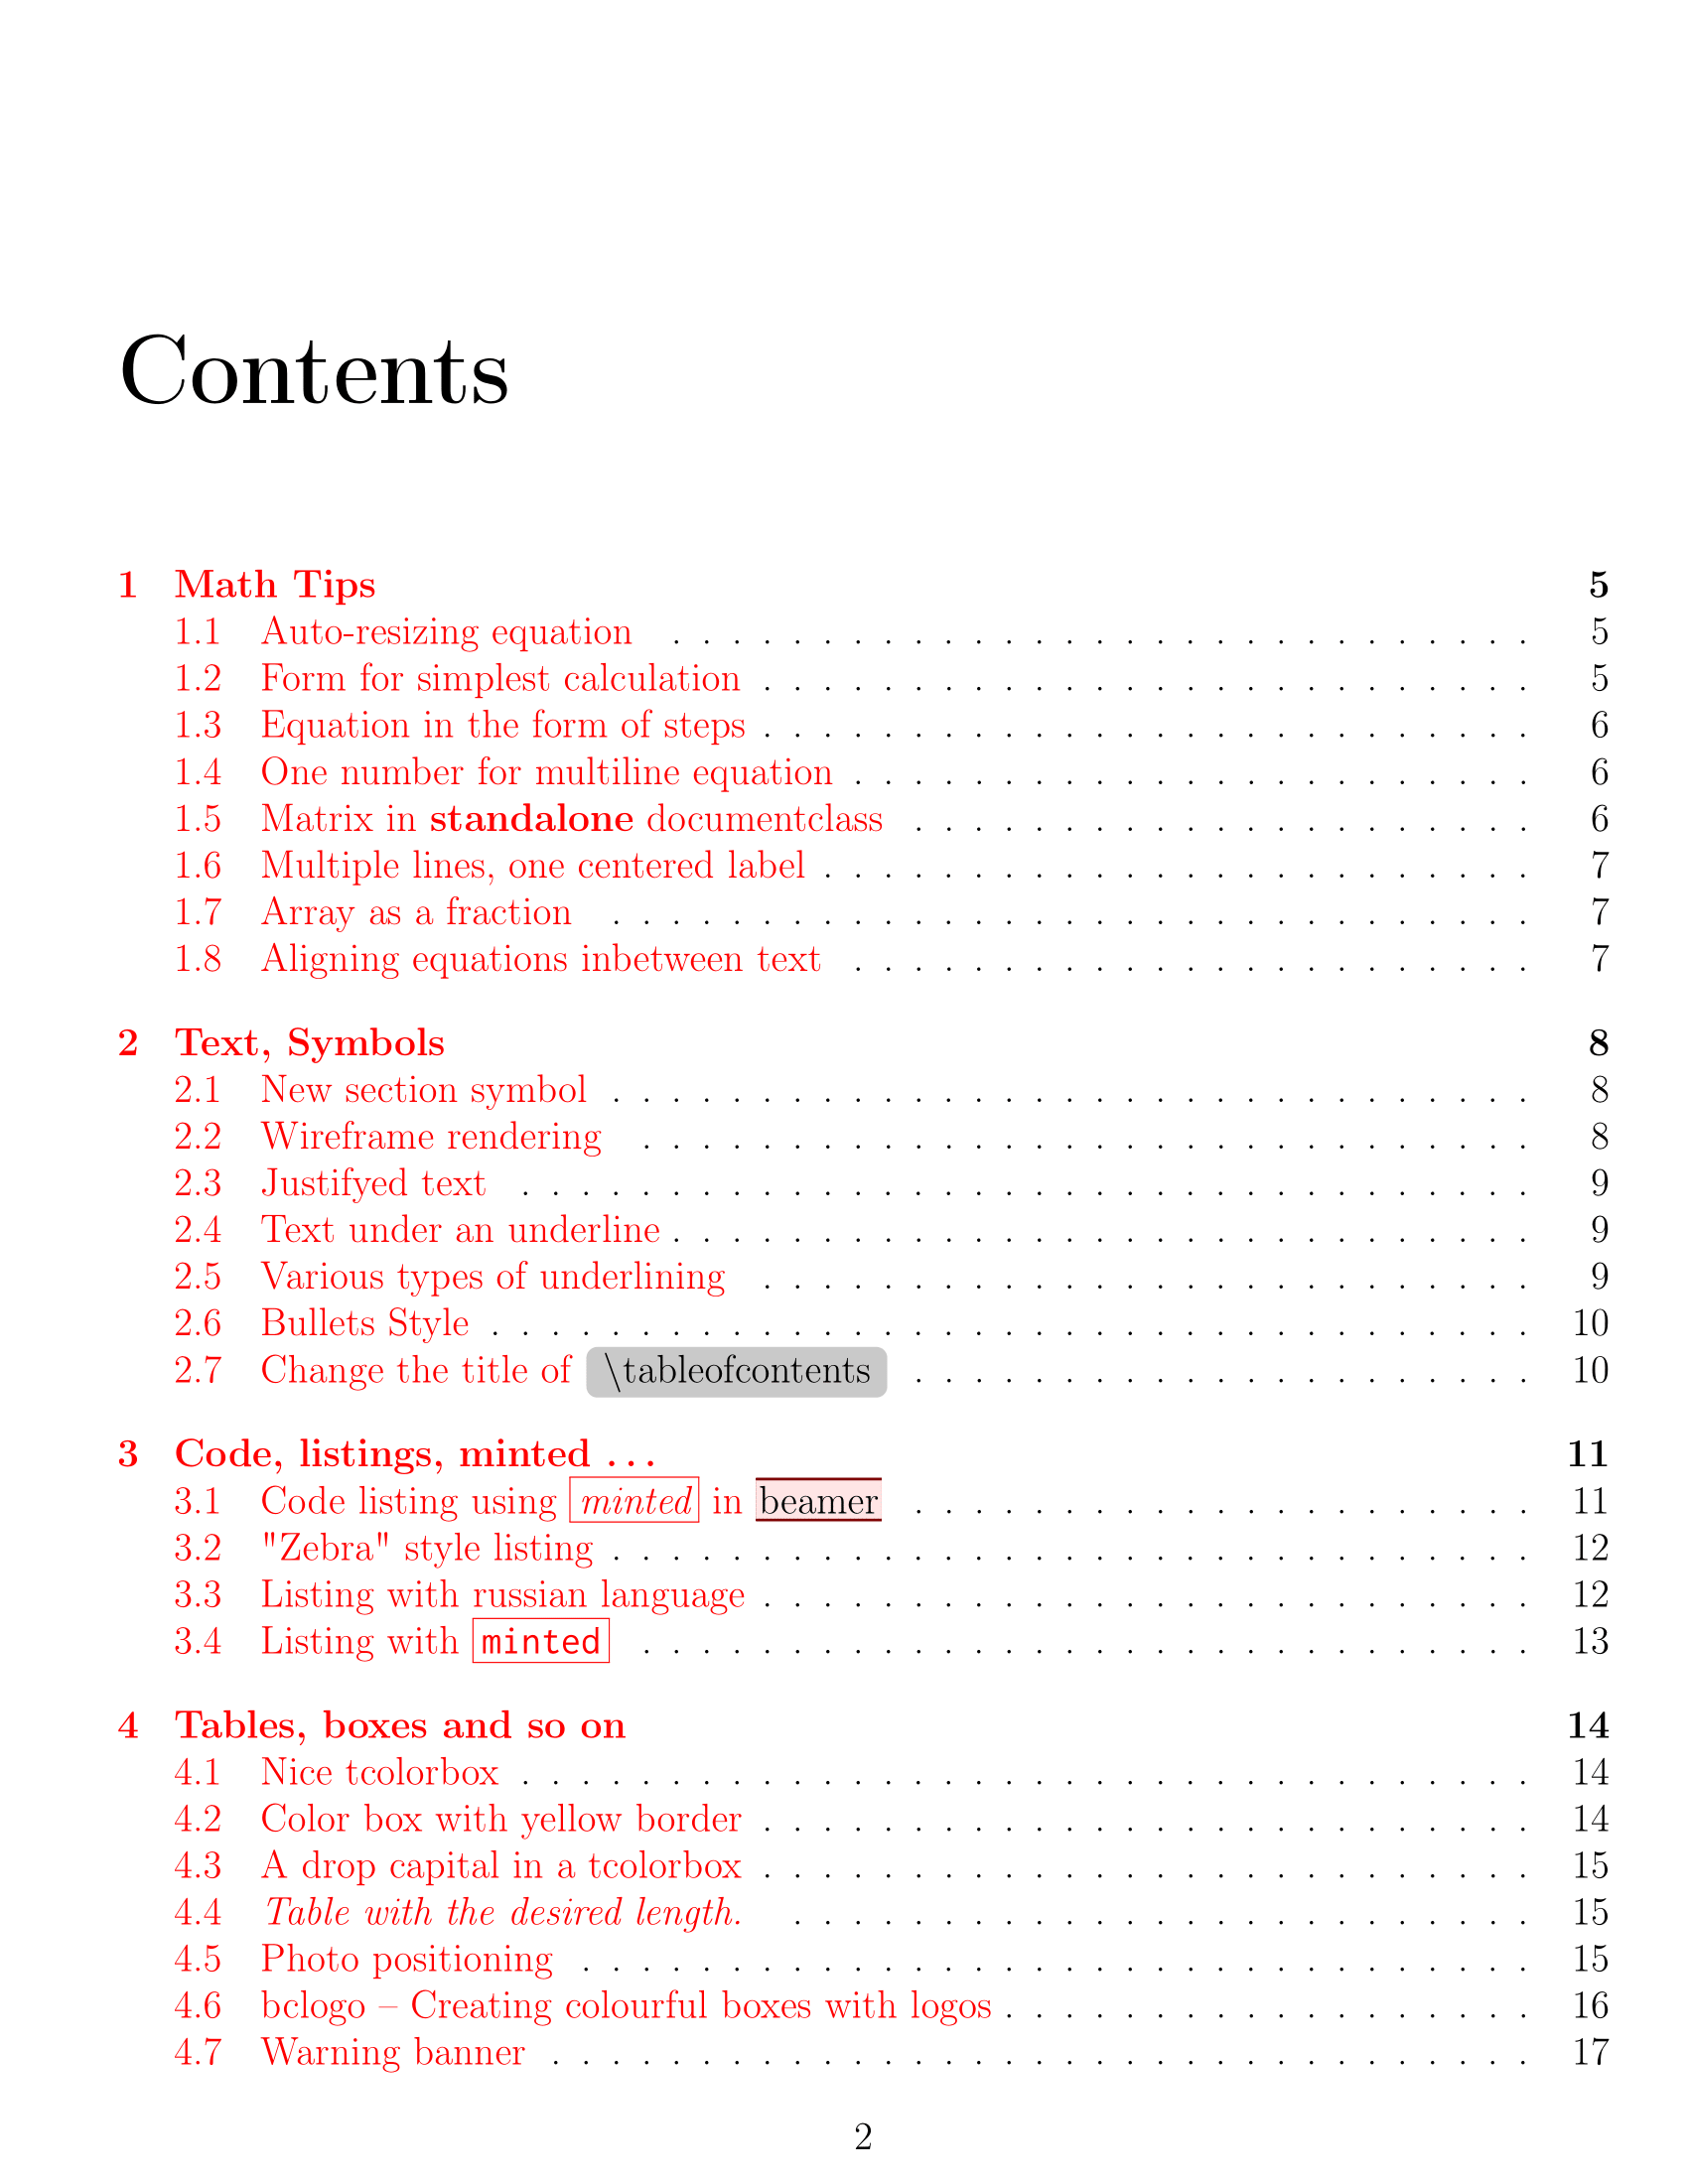 Contents
1 Math Tips 5
1.1 Auto-resizing equation . . . . . . . . . . . . . . . . . . . . . . . . . . . . . 5
1.2 Form for simplest calculation . . . . . . . . . . . . . . . . . . . . . . . . . . 5
1.3 Equation in the form of steps . . . . . . . . . . . . . . . . . . . . . . . . . . 6
1.4 One number for multiline equation . . . . . . . . . . . . . . . . . . . . . . . 6
1.5 Matrix in standalone documentclass . . . . . . . . . . . . . . . . . . . . . 6
1.6 Multiple lines, one centered label . . . . . . . . . . . . . . . . . . . . . . . . 7
1.7 Array as a fraction . . . . . . . . . . . . . . . . . . . . . . . . . . . . . . . 7
1.8 Aligning equations inbetween text . . . . . . . . . . . . . . . . . . . . . . . 7
2 Text, Symbols 8
2.1 New section symbol . . . . . . . . . . . . . . . . . . . . . . . . . . . . . . . 8
2.2 Wireframe rendering . . . . . . . . . . . . . . . . . . . . . . . . . . . . . . 8
2.3 Justifyed text . . . . . . . . . . . . . . . . . . . . . . . . . . . . . . . . . . 9
2.4 Text under an underline . . . . . . . . . . . . . . . . . . . . . . . . . . . . . 9
2.5 Various types of underlining . . . . . . . . . . . . . . . . . . . . . . . . . . 9
2.6 Bullets Style . . . . . . . . . . . . . . . . . . . . . . . . . . . . . . . . . . . 10
2.7 Change the title of \tableofcontents . . . . . . . . . . . . . . . . . . . . . 10
3 Code, listings, minted . . . 11
3.1 Code listing using minted in beamer . . . . . . . . . . . . . . . . . . . . . 11
3.2 "Zebra" style listing . . . . . . . . . . . . . . . . . . . . . . . . . . . . . . . 12
3.3 Listing with russian language . . . . . . . . . . . . . . . . . . . . . . . . . . 12
3.4 Listing with minted . . . . . . . . . . . . . . . . . . . . . . . . . . . . . . 13
4 Tables, boxes and so on 14
4.1 Nice tcolorbox . . . . . . . . . . . . . . . . . . . . . . . . . . . . . . . . . . 14
4.2 Color box with yellow border . . . . . . . . . . . . . . . . . . . . . . . . . . 14
4.3 A drop capital in a tcolorbox . . . . . . . . . . . . . . . . . . . . . . . . . . 15
4.4 Table with the desired length. . . . . . . . . . . . . . . . . . . . . . . . . . 15
4.5 Photo positioning . . . . . . . . . . . . . . . . . . . . . . . . . . . . . . . . 15
4.6 bclogo – Creating colourful boxes with logos . . . . . . . . . . . . . . . . . . 16
4.7 Warning banner . . . . . . . . . . . . . . . . . . . . . . . . . . . . . . . . . 17
2